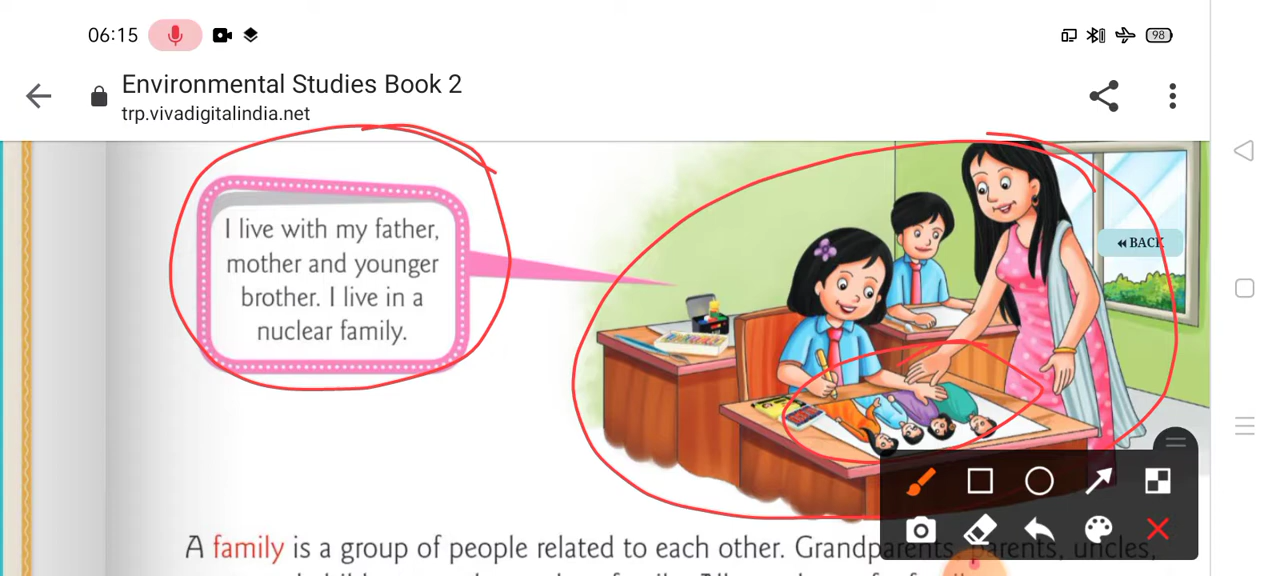 06:15
98
Environmental Studies Book 2
trp.vivadigitalindia.net
I live with my father,
mother and younger
brother. I live in a
nuclear family.
BACK
A family is a group of people related to each other. Grandparents, parents, uncles,